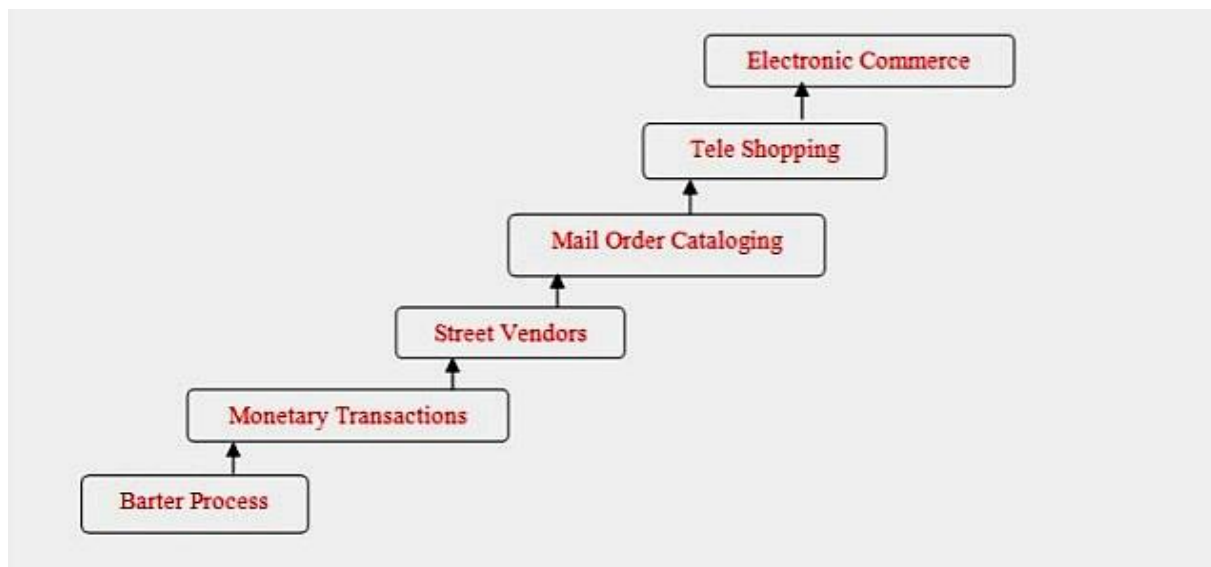 Electronic Commerce
Tele Shopping
Mail Order Cataloging
Street Vendors
Monetary Transactions
Barter Process